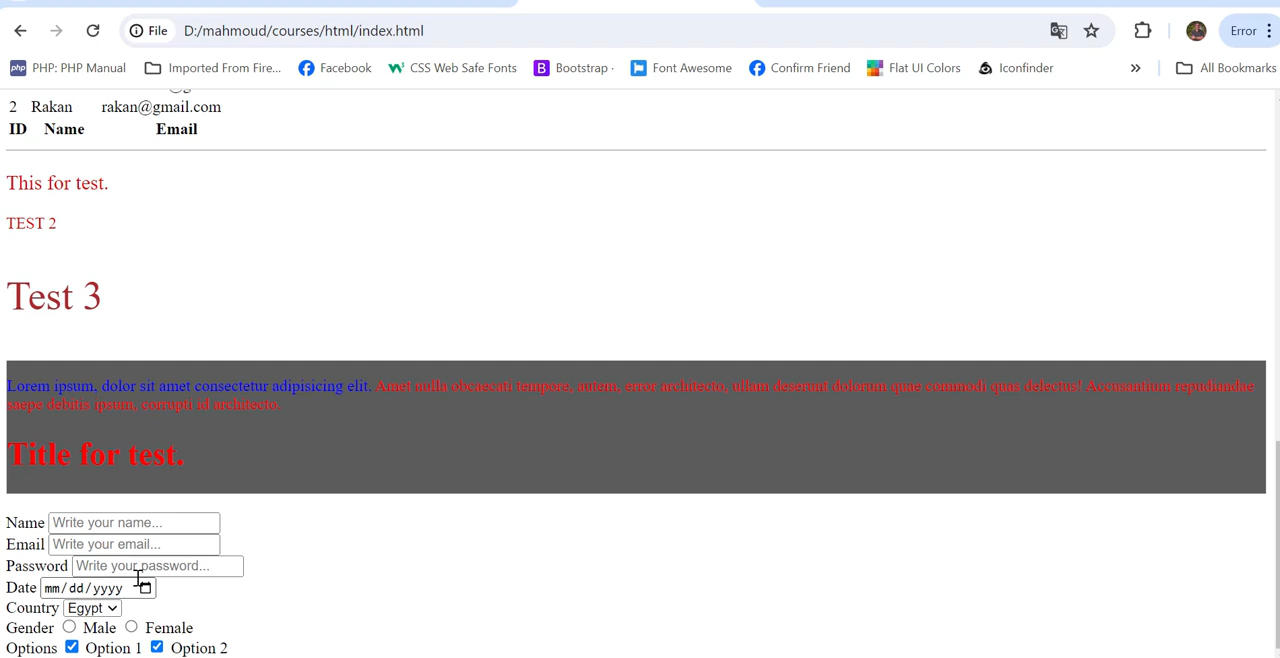 File D:/mahmoud/courses/html/index.html Error
php PHP: PHP Manual Imported From Fire... Facebook CSS Web Safe Fonts B Bootstrap · Font Awesome Confirm Friend Flat UI Colors Iconfinder » All Bookmarks
2 Rakan rakan@gmail.com
ID Name Email
This for test.
TEST 2
Test 3
Lorem ipsum, dolor sit amet consectetur adipisicing elit. Amet nulla obcaecati tempore, autem, error architecto, ullam deserunt dolorum quae commodi quas delectus! Accusantium repudiandae
saepe debitis ipsum, corrupti id architecto.
Title for test.
Name Write your name...
Email Write your email...
Password Write your password...
Date mm/dd/yyyy
Country Egypt
Gender Male Female
Options Option 1 Option 2